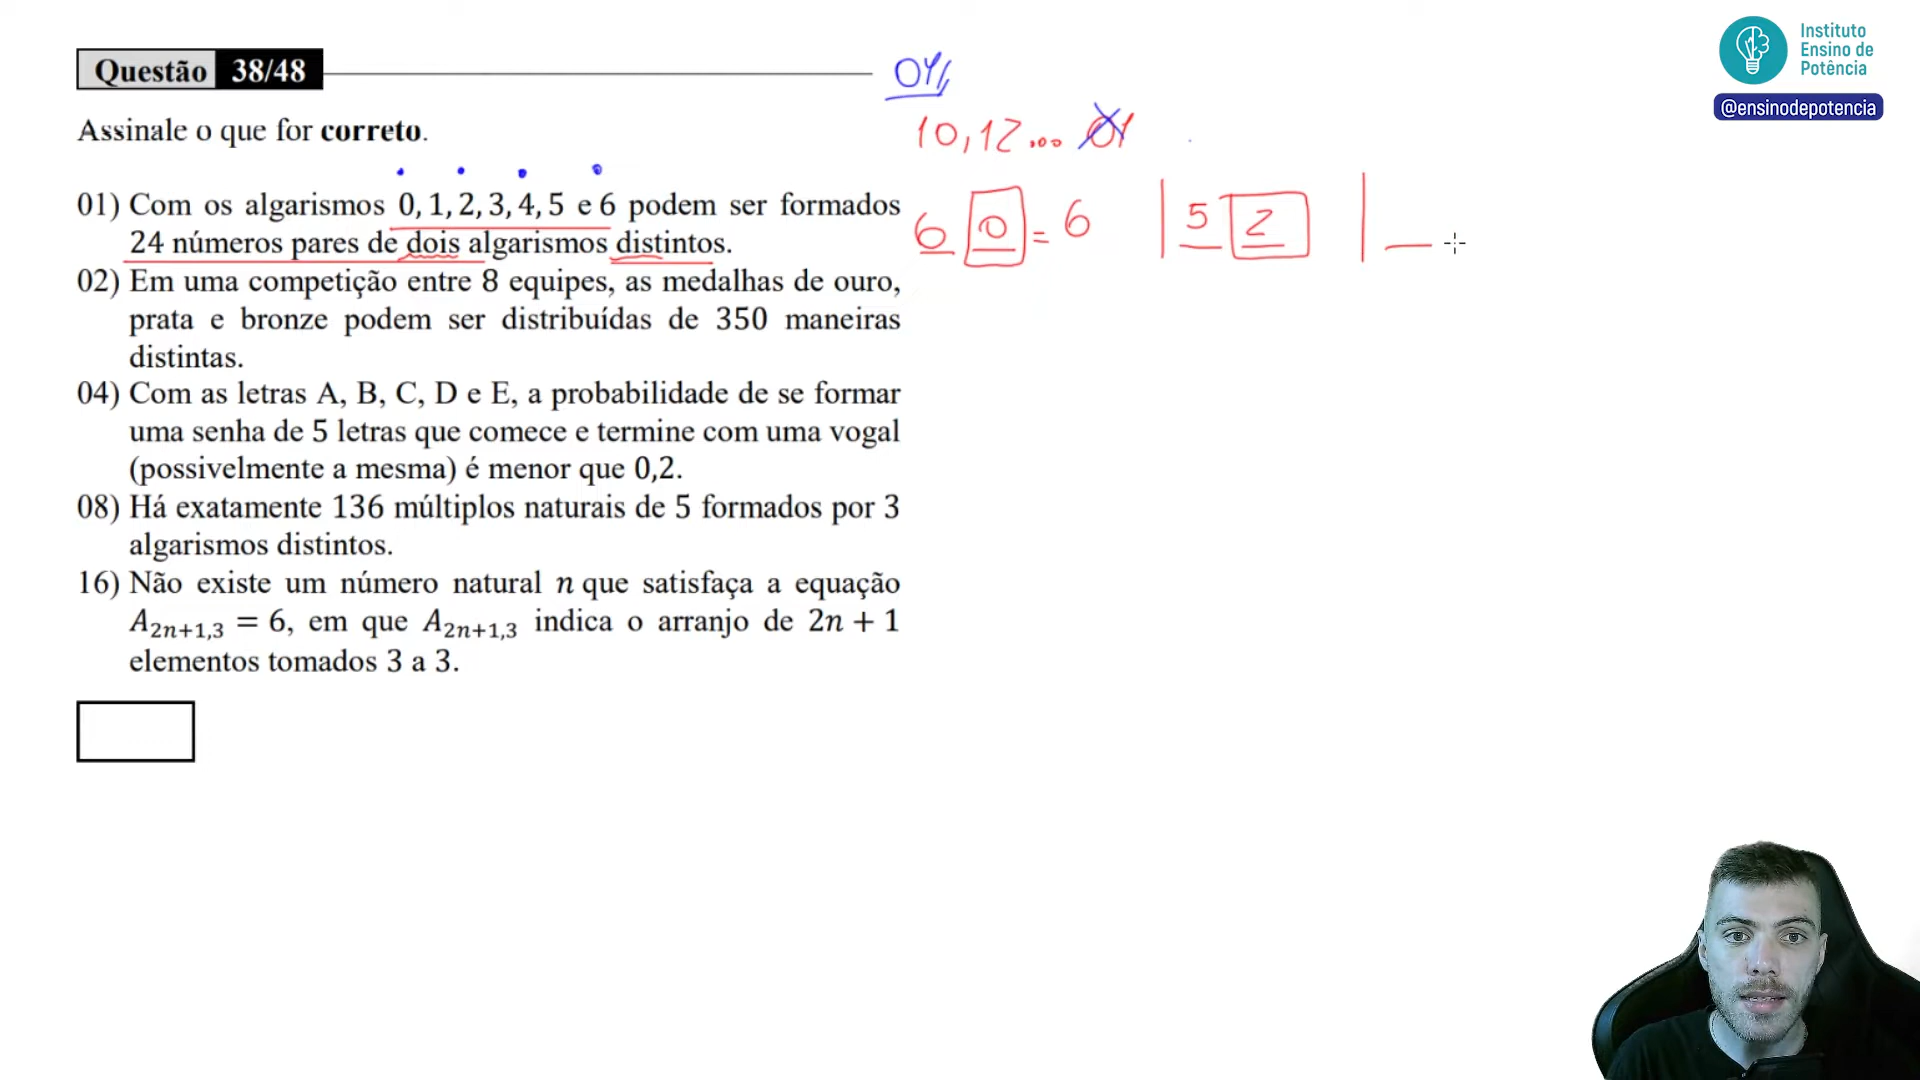 Questão 38/48
Assinale o que for correto.
01) Com os algarismos 0, 1, 2, 3, 4, 5 e 6 podem ser formados
24 números pares de dois algarismos distintos.
02) Em uma competição entre 8 equipes, as medalhas de ouro,
prata e bronze podem ser distribuídas de 350 maneiras
distintas.
04) Com as letras A, B, C, D e E, a probabilidade de se formar
uma senha de 5 letras que comece e termine com uma vogal
(possivelmente a mesma) é menor que 0,2.
08) Há exatamente 136 múltiplos naturais de 5 formados por 3
algarismos distintos.
16) Não existe um número natural n que satisfaça a equação
A₂ₙ₊₁,₃ = 6, em que A₂ₙ₊₁,₃ indica o arranjo de 2n + 1
elementos tomados 3 a 3.
10, 12 ... 01
6 0 = 6 | 5 2 |
Instituto
Ensino de
Potência
@ensinodepotencia